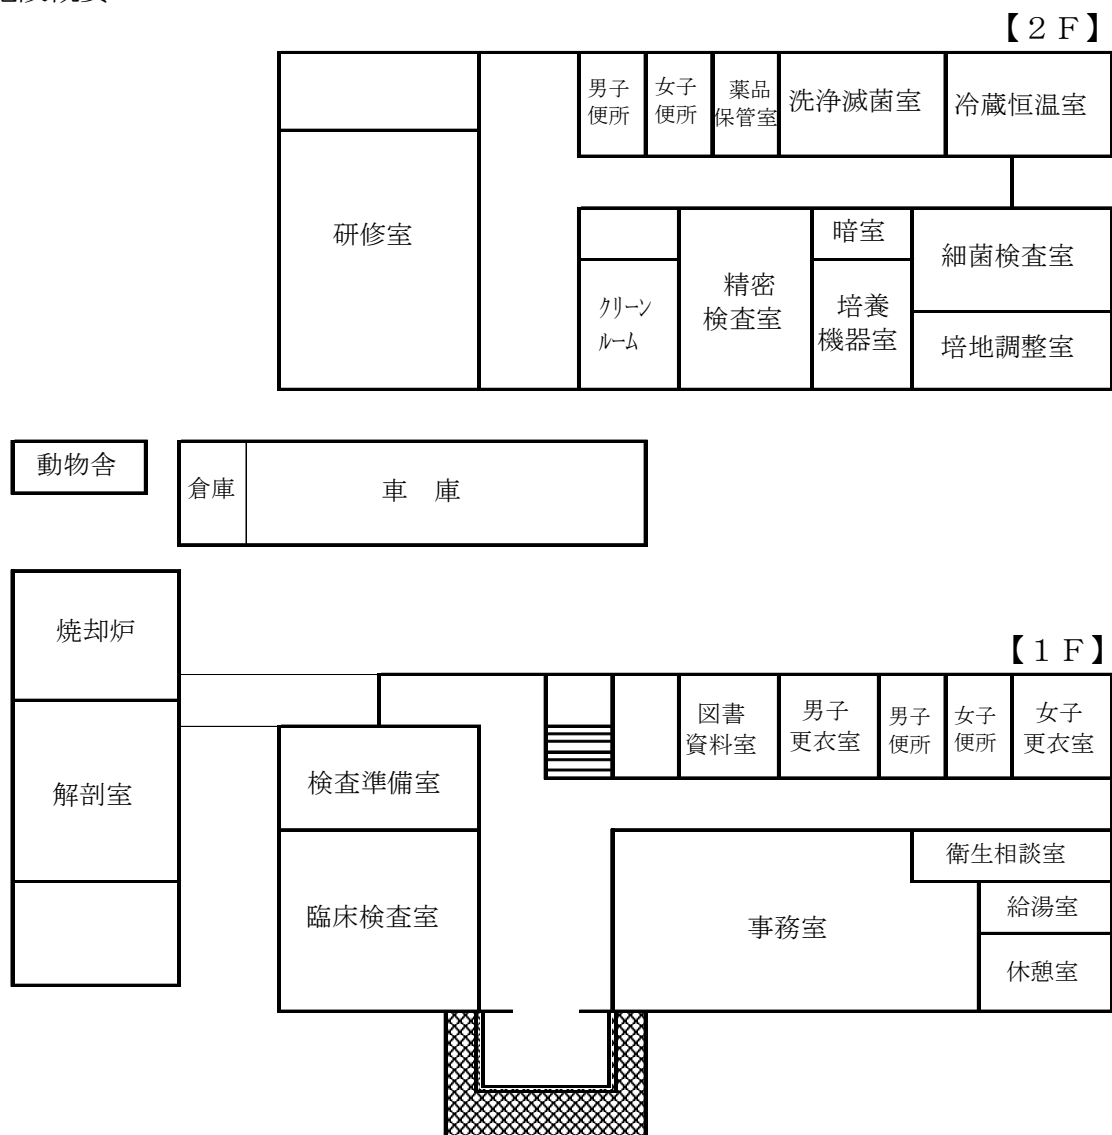 【２Ｆ】
男子
便所
女子
便所
薬品
保管室
洗浄滅菌室
冷蔵恒温室
研修室
暗室
細菌検査室
精密
検査室
クリーン
ルーム
培養
機器室
培地調整室
動物舎
倉庫
車　庫
焼却炉
【１Ｆ】
図書
資料室
男子
更衣室
男子
便所
女子
便所
女子
更衣室
検査準備室
解剖室
衛生相談室
臨床検査室
事務室
給湯室
休憩室